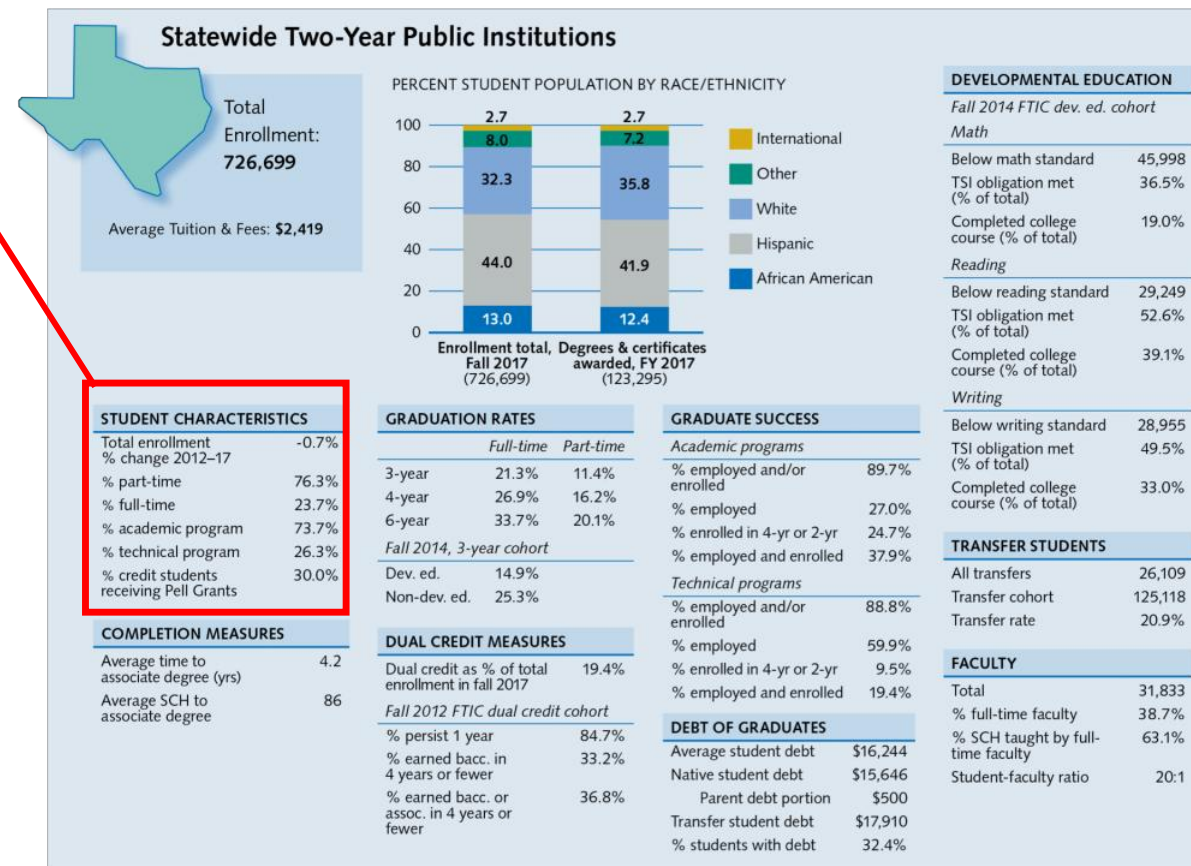 Statewide Two-Year Public Institutions
Total
Enrollment:
726,699
Average Tuition & Fees: $2,419
PERCENT STUDENT POPULATION BY RACE/ETHNICITY
100
80
60
40
20
0
2.7
8.0
32.3
44.0
13.0
2.7
7.2
35.8
41.9
12.4
Enrollment total,
Fall 2017
(726,699)
Degrees & certificates
awarded, FY 2017
(123,295)
International
Other
White
Hispanic
African American
STUDENT CHARACTERISTICS
Total enrollment -0.7%
% change 2012–17
% part-time 76.3%
% full-time 23.7%
% academic program 73.7%
% technical program 26.3%
% credit students 30.0%
receiving Pell Grants
COMPLETION MEASURES
Average time to 4.2
associate degree (yrs)
Average SCH to 86
associate degree
GRADUATION RATES
Full-time Part-time
3-year 21.3% 11.4%
4-year 26.9% 16.2%
6-year 33.7% 20.1%
Fall 2014, 3-year cohort
Dev. ed. 14.9%
Non-dev. ed. 25.3%
DUAL CREDIT MEASURES
Dual credit as % of total 19.4%
enrollment in fall 2017
Fall 2012 FTIC dual credit cohort
% persist 1 year 84.7%
% earned bacc. in 33.2%
4 years or fewer
% earned bacc. or 36.8%
assoc. in 4 years or
fewer
GRADUATE SUCCESS
Academic programs
% employed and/or 89.7%
enrolled
% employed 27.0%
% enrolled in 4-yr or 2-yr 24.7%
% employed and enrolled 37.9%
Technical programs
% employed and/or 88.8%
enrolled
% employed 59.9%
% enrolled in 4-yr or 2-yr 9.5%
% employed and enrolled 19.4%
DEBT OF GRADUATES
Average student debt $16,244
Native student debt $15,646
Parent debt portion $500
Transfer student debt $17,910
% students with debt 32.4%
DEVELOPMENTAL EDUCATION
Fall 2014 FTIC dev. ed. cohort
Math
Below math standard 45,998
TSI obligation met 36.5%
(% of total)
Completed college 19.0%
course (% of total)
Reading
Below reading standard 29,249
TSI obligation met 52.6%
(% of total)
Completed college 39.1%
course (% of total)
Writing
Below writing standard 28,955
TSI obligation met 49.5%
(% of total)
Completed college 33.0%
course (% of total)
TRANSFER STUDENTS
All transfers 26,109
Transfer cohort 125,118
Transfer rate 20.9%
FACULTY
Total 31,833
% full-time faculty 38.7%
% SCH taught by full- 63.1%
time faculty
Student-faculty ratio 20:1